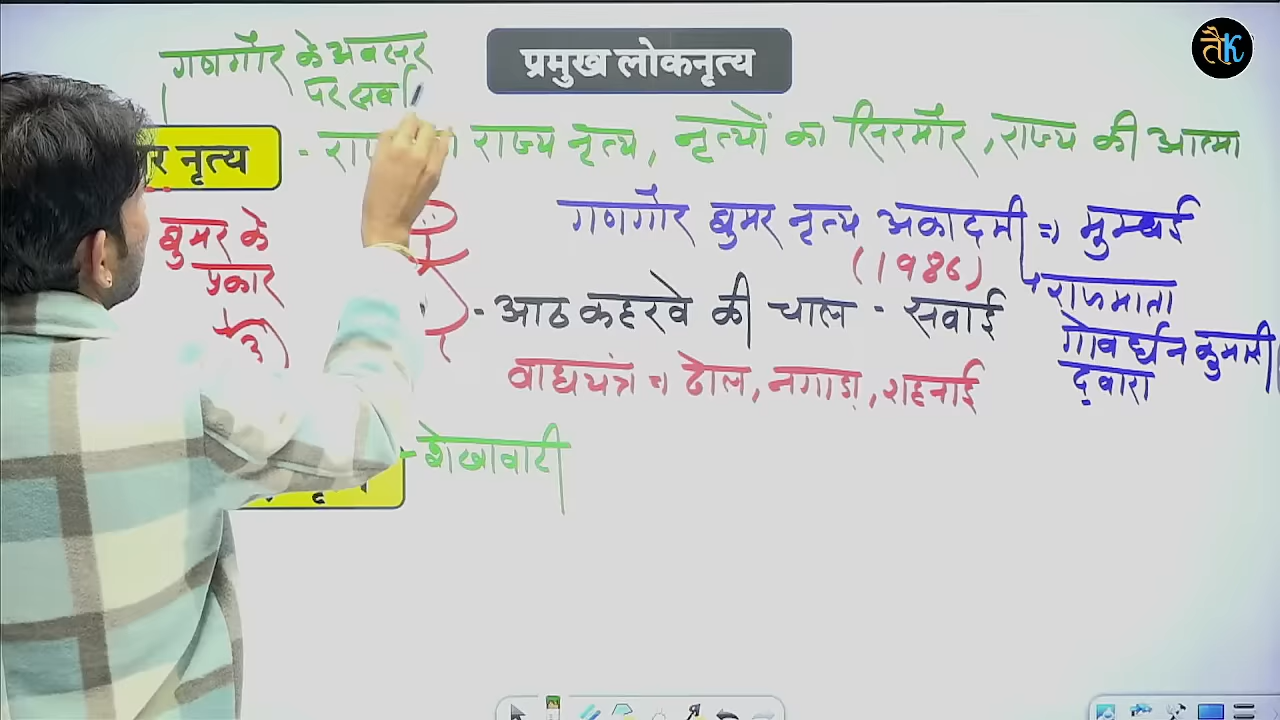 तैK
प्रमुख लोकनृत्य
गणगौर के अवसर
पर सर्वा
र नृत्य
- रा राज्य नृत्य, नृत्यों का सिरमौर, राज्य की आत्मा
गणगौर घुमर नृत्य अकादमी => मुम्बई
(1986)
राजमाता
गोवर्धन कुमारी
द्वारा
घुमर के
प्रकार
(3)
- आठ कहरवे की चाल - सवाई
वाद्ययंत्र => ढोल, नगाड़ा, शहनाई
- शेखावाटी